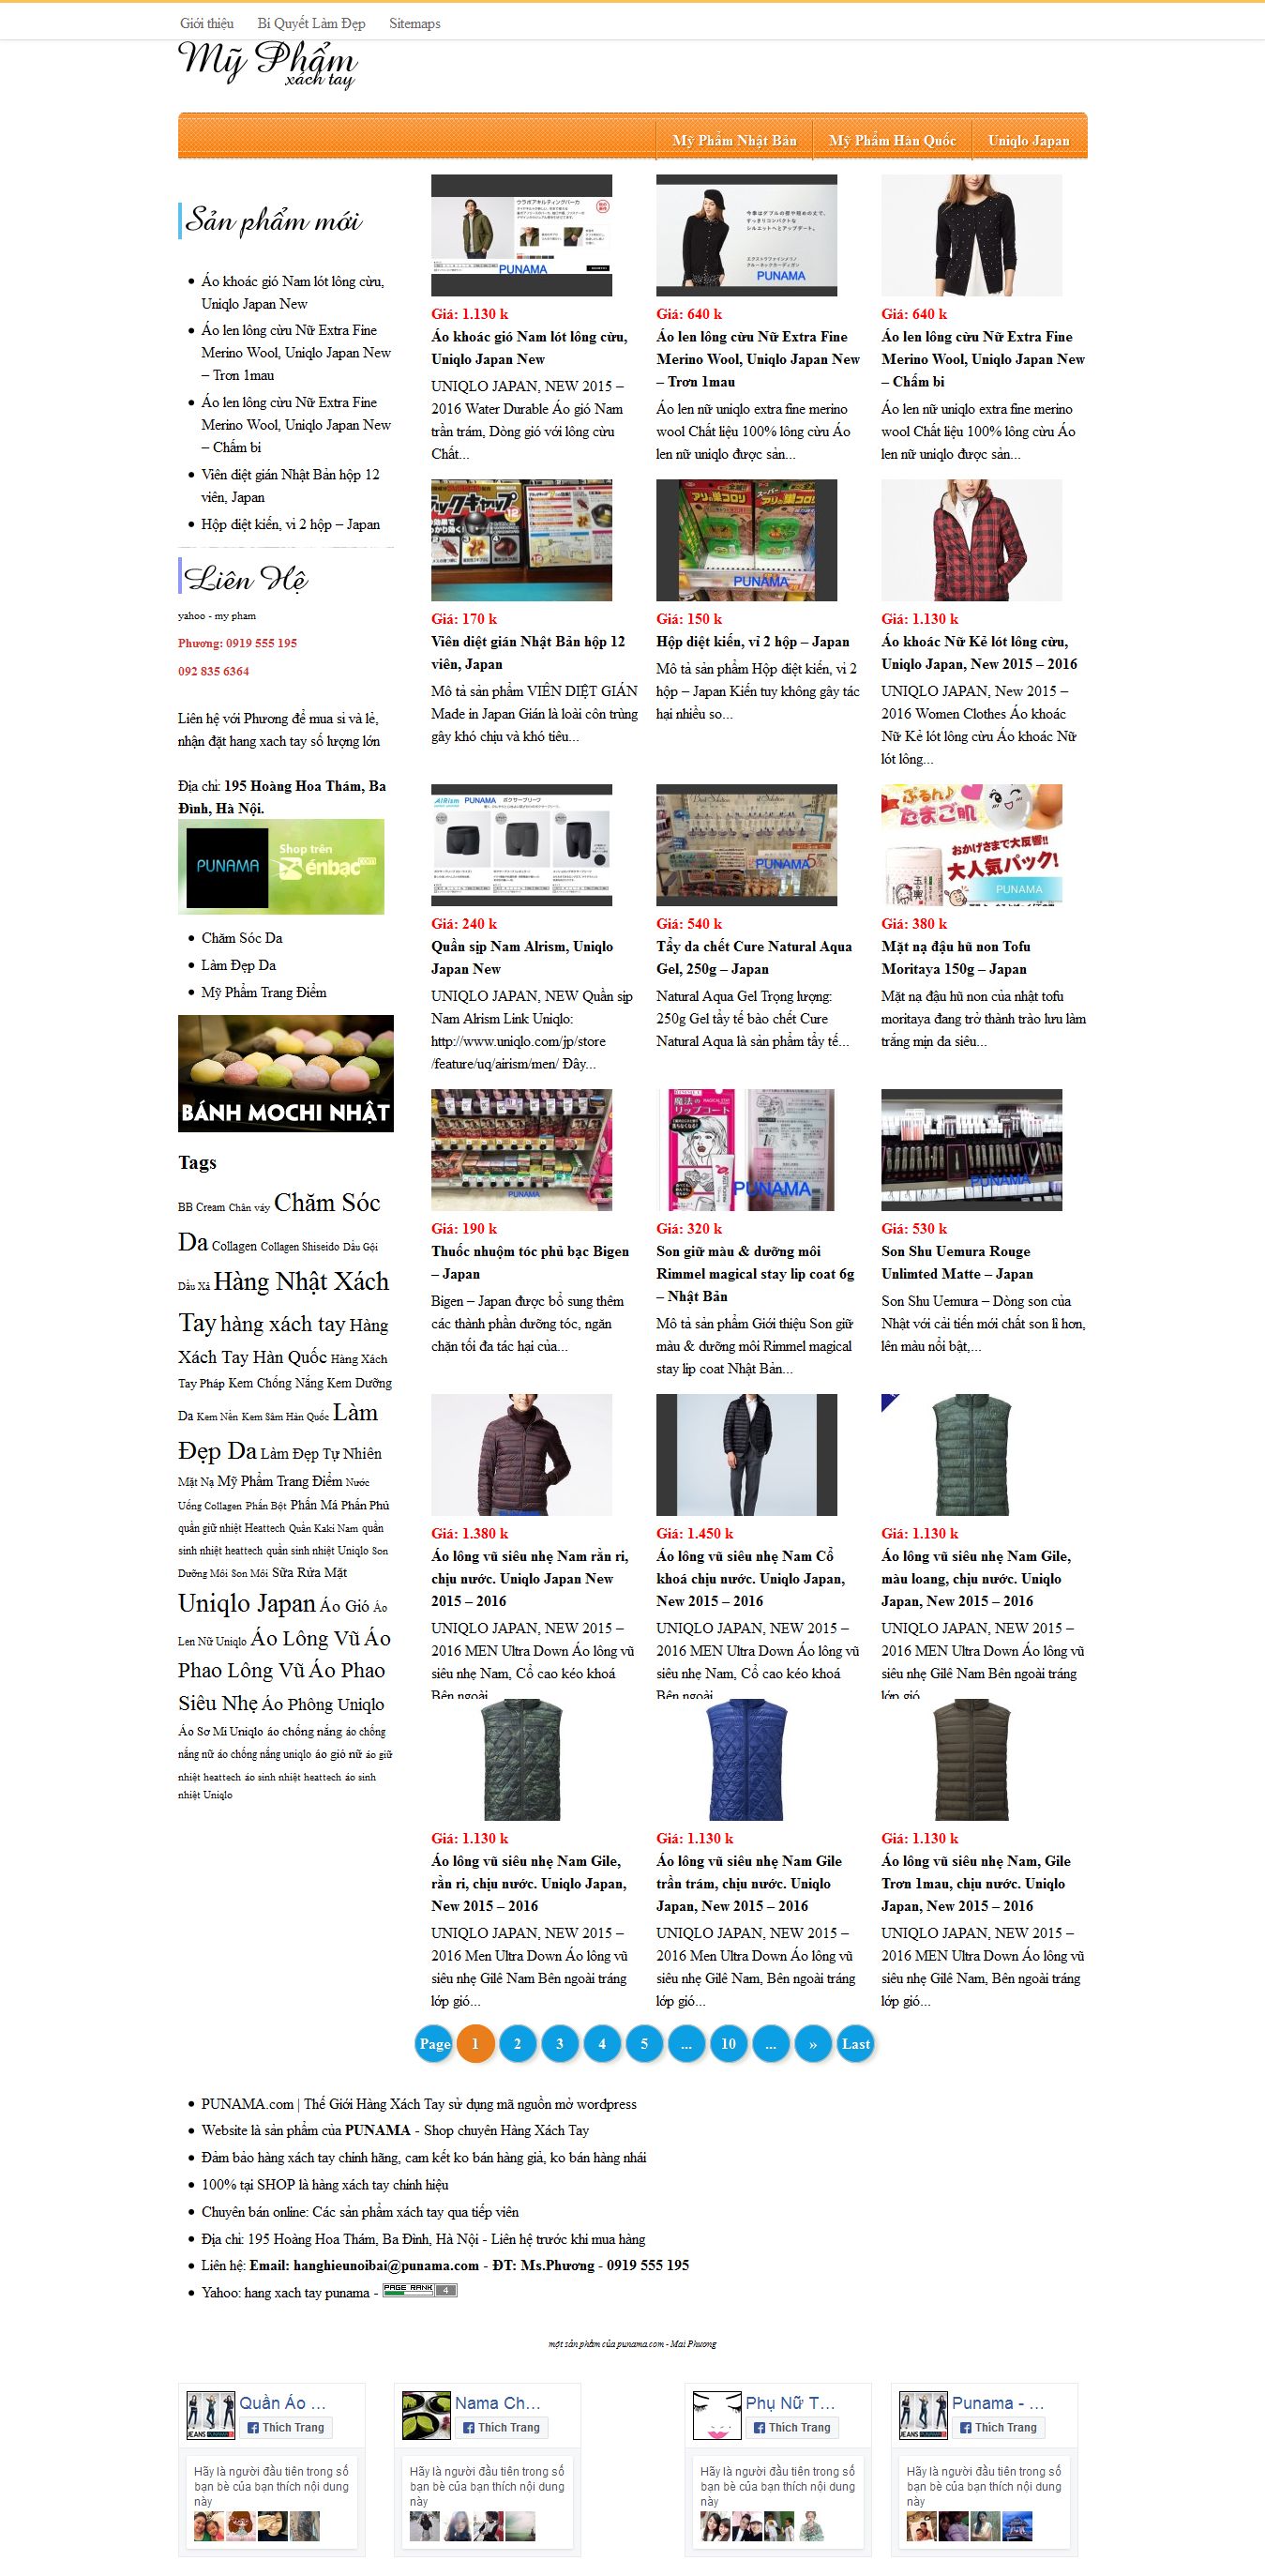 Giới thiệu Bí Quyết Làm Đẹp Sitemaps
Mỹ Phẩm
xách tay
Mỹ Phẩm Nhật Bản Mỹ Phẩm Hàn Quốc Uniqlo Japan
Sản phẩm mới
Áo khoác gió Nam lót lông cừu,
Uniqlo Japan New
Áo len lông cừu Nữ Extra Fine
Merino Wool, Uniqlo Japan New
– Trơn 1mau
Áo len lông cừu Nữ Extra Fine
Merino Wool, Uniqlo Japan New
– Chấm bi
Viên diệt gián Nhật Bản hộp 12
viên, Japan
Hộp diệt kiến, vỉ 2 hộp – Japan
Liên Hệ
yahoo - my pham
Phương: 0919 555 195
092 835 6364
Liên hệ với Phương để mua sỉ và lẻ,
nhận đặt hang xach tay số lượng lớn
Địa chỉ: 195 Hoàng Hoa Thám, Ba
Đình, Hà Nội.
PUNAMA
Shop trên
énbạc.com
Chăm Sóc Da
Làm Đẹp Da
Mỹ Phẩm Trang Điểm
BÁNH MOCHI NHẬT
Tags
BB Cream Chân váy Chăm Sóc
Da Collagen Collagen Shiseido Dầu Gội
Dầu Xả Hàng Nhật Xách
Tay hàng xách tay Hàng
Xách Tay Hàn Quốc Hàng Xách
Tay Pháp Kem Chống Nắng Kem Dưỡng
Da Kem Nền Kem Sâm Hàn Quốc Làm
Đẹp Da Làm Đẹp Tự Nhiên
Mặt Nạ Mỹ Phẩm Trang Điểm Nước
Uống Collagen Phấn Bột Phấn Má Phấn Phủ
quần giữ nhiệt Heattech Quần Kaki Nam quần
sinh nhiệt heattech quần sinh nhiệt Uniqlo Son
Dưỡng Môi Son Môi Sữa Rửa Mặt
Uniqlo Japan Áo Gió Áo
Len Nữ Uniqlo Áo Lông Vũ Áo
Phao Lông Vũ Áo Phao
Siêu Nhẹ Áo Phông Uniqlo
Áo Sơ Mi Uniqlo áo chống nắng áo chống
nắng nữ áo chống nắng uniqlo áo gió nữ áo giữ
nhiệt heattech áo sinh nhiệt heattech áo sinh
nhiệt Uniqlo
ウラボアキルティングパーカ
PUNAMA
Giá: 1.130 k
Áo khoác gió Nam lót lông cừu,
Uniqlo Japan New
UNIQLO JAPAN, NEW 2015 –
2016 Water Durable Áo gió Nam
trần trám, Dòng gió với lông cừu
Chất...
PUNAMA
Giá: 640 k
Áo len lông cừu Nữ Extra Fine
Merino Wool, Uniqlo Japan New
– Trơn 1mau
Áo len nữ uniqlo extra fine merino
wool Chất liệu 100% lông cừu Áo
len nữ uniqlo được sản...
Giá: 640 k
Áo len lông cừu Nữ Extra Fine
Merino Wool, Uniqlo Japan New
– Chấm bi
Áo len nữ uniqlo extra fine merino
wool Chất liệu 100% lông cừu Áo
len nữ uniqlo được sản...
Giá: 170 k
Viên diệt gián Nhật Bản hộp 12
viên, Japan
Mô tả sản phẩm VIÊN DIỆT GIÁN
Made in Japan Gián là loài côn trùng
gây khó chịu và khó tiêu...
PUNAMA
Giá: 150 k
Hộp diệt kiến, vỉ 2 hộp – Japan
Mô tả sản phẩm Hộp diệt kiến, vỉ 2
hộp – Japan Kiến tuy không gây tác
hại nhiều so...
Giá: 1.130 k
Áo khoác Nữ Kẻ lót lông cừu,
Uniqlo Japan, New 2015 – 2016
UNIQLO JAPAN, New 2015 –
2016 Women Clothes Áo khoác
Nữ Kẻ lót lông cừu Áo khoác Nữ
lót lông...
AIRism PUNAMA ボクサーブリーフ
Giá: 240 k
Quần sịp Nam AIrism, Uniqlo
Japan New
UNIQLO JAPAN, NEW Quần sịp
Nam AIrism Link Uniqlo:
http://www.uniqlo.com/jp/store
/feature/uq/airism/men/ Đây...
PUNAMA
Giá: 540 k
Tẩy da chết Cure Natural Aqua
Gel, 250g – Japan
Natural Aqua Gel Trọng lượng:
250g Gel tẩy tế bào chết Cure
Natural Aqua là sản phẩm tẩy tế...
ぷるん♪
たまご肌
おかげさまで大反響!!
大人気パック!
PUNAMA
Giá: 380 k
Mặt nạ đậu hũ non Tofu
Moritaya 150g – Japan
Mặt nạ đậu hũ non của nhật tofu
moritaya đang trở thành trào lưu làm
trắng mịn da siêu...
PUNAMA
Giá: 190 k
Thuốc nhuộm tóc phủ bạc Bigen
– Japan
Bigen – Japan được bổ sung thêm
các thành phần dưỡng tóc, ngăn
chặn tối đa tác hại của...
魔法の
リップコート
PUNAMA
Giá: 320 k
Son giữ màu & dưỡng môi
Rimmel magical stay lip coat 6g
– Nhật Bản
Mô tả sản phẩm Giới thiệu Son giữ
màu & dưỡng môi Rimmel magical
stay lip coat Nhật Bản...
PUNAMA
Giá: 530 k
Son Shu Uemura Rouge
Unlimted Matte – Japan
Son Shu Uemura – Dòng son của
Nhật với cải tiến mới chất son lì hơn,
lên màu nổi bật,...
Giá: 1.380 k
Áo lông vũ siêu nhẹ Nam rằn ri,
chịu nước. Uniqlo Japan New
2015 – 2016
UNIQLO JAPAN, NEW 2015 –
2016 MEN Ultra Down Áo lông vũ
siêu nhẹ Nam, Cổ cao kéo khoá
Bên ngoài
Giá: 1.450 k
Áo lông vũ siêu nhẹ Nam Cổ
khoá chịu nước. Uniqlo Japan,
New 2015 – 2016
UNIQLO JAPAN, NEW 2015 –
2016 MEN Ultra Down Áo lông vũ
siêu nhẹ Nam, Cổ cao kéo khoá
Bên ngoài
Giá: 1.130 k
Áo lông vũ siêu nhẹ Nam Gile,
màu loang, chịu nước. Uniqlo
Japan, New 2015 – 2016
UNIQLO JAPAN, NEW 2015 –
2016 MEN Ultra Down Áo lông vũ
siêu nhẹ Gilê Nam Bên ngoài tráng
lớp gió
Giá: 1.130 k
Áo lông vũ siêu nhẹ Nam Gile,
rằn ri, chịu nước. Uniqlo Japan,
New 2015 – 2016
UNIQLO JAPAN, NEW 2015 –
2016 Men Ultra Down Áo lông vũ
siêu nhẹ Gilê Nam Bên ngoài tráng
lớp gió...
Giá: 1.130 k
Áo lông vũ siêu nhẹ Nam Gile
trần trám, chịu nước. Uniqlo
Japan, New 2015 – 2016
UNIQLO JAPAN, NEW 2015 –
2016 Men Ultra Down Áo lông vũ
siêu nhẹ Gilê Nam, Bên ngoài tráng
lớp gió...
Giá: 1.130 k
Áo lông vũ siêu nhẹ Nam, Gile
Trơn 1mau, chịu nước. Uniqlo
Japan, New 2015 – 2016
UNIQLO JAPAN, NEW 2015 –
2016 MEN Ultra Down Áo lông vũ
siêu nhẹ Gilê Nam, Bên ngoài tráng
lớp gió...
Page 1 2 3 4 5 ... 10 ... » Last
PUNAMA.com | Thế Giới Hàng Xách Tay sử dụng mã nguồn mở wordpress
Website là sản phẩm của PUNAMA - Shop chuyên Hàng Xách Tay
Đảm bảo hàng xách tay chính hãng, cam kết ko bán hàng giả, ko bán hàng nhái
100% tại SHOP là hàng xách tay chính hiệu
Chuyên bán online: Các sản phẩm xách tay qua tiếp viên
Địa chỉ: 195 Hoàng Hoa Thám, Ba Đình, Hà Nội - Liên hệ trước khi mua hàng
Liên hệ: Email: hanghieunoibai@punama.com - ĐT: Ms.Phương - 0919 555 195
Yahoo: hang xach tay punama - PAGE RANK 4
một sản phẩm của punama.com - Mai Phương
Quần Áo ...
Thích Trang
Hãy là người đầu tiên trong số
bạn bè của bạn thích nội dung
này
Nama Ch...
Thích Trang
Hãy là người đầu tiên trong số
bạn bè của bạn thích nội dung
này
Phụ Nữ T...
Thích Trang
Hãy là người đầu tiên trong số
bạn bè của bạn thích nội dung
này
Punama - ...
Thích Trang
Hãy là người đầu tiên trong số
bạn bè của bạn thích nội dung
này